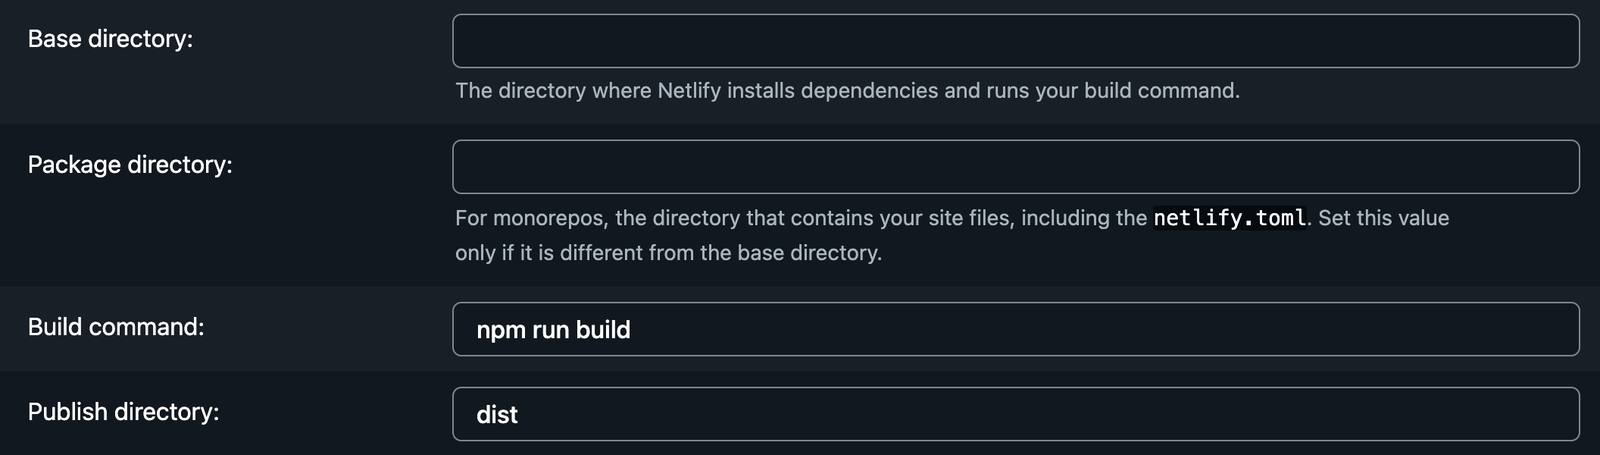 Base directory:
The directory where Netlify installs dependencies and runs your build command.
Package directory:
For monorepos, the directory that contains your site files, including the netlify.toml. Set this value
only if it is different from the base directory.
Build command:
npm run build
Publish directory:
dist